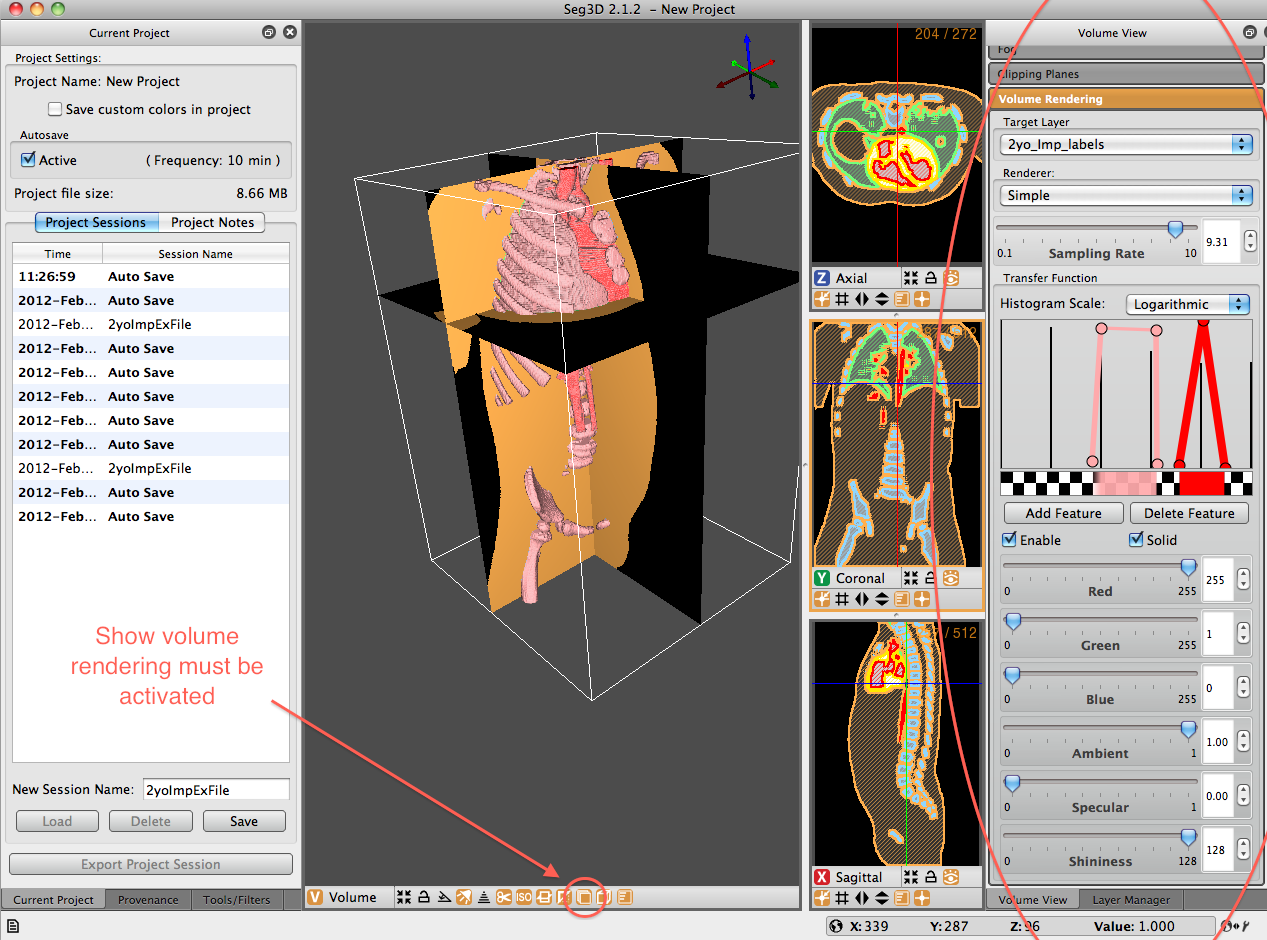 Seg3D 2.1.2 - New Project
Current Project
Project Settings:
Project Name: New Project
Save custom colors in project
Autosave
Active
( Frequency: 10 min )
Project file size:
8.66 MB
Project Sessions
Project Notes
Time
Session Name
11:26:59 Auto Save
2012-Feb... Auto Save
2012-Feb... 2yoImpExFile
2012-Feb... Auto Save
2012-Feb... Auto Save
2012-Feb... Auto Save
2012-Feb... Auto Save
2012-Feb... Auto Save
2012-Feb... 2yoImpExFile
2012-Feb... Auto Save
2012-Feb... Auto Save
Show volume
rendering must be
activated
New Session Name: 2yoImpExFile
Load
Delete
Save
Export Project Session
Current Project
Provenance
Tools/Filters
V Volume
ISO
204 / 272
Z Axial
Y Coronal
/ 512
X Sagittal
Volume View
Fog
Clipping Planes
Volume Rendering
Target Layer
2yo_Imp_labels
Renderer:
Simple
0.1 Sampling Rate 10 9.31
Transfer Function
Histogram Scale: Logarithmic
Add Feature
Delete Feature
Enable
Solid
0 Red 255 255
0 Green 255 1
0 Blue 255 0
0 Ambient 1 1.00
0 Specular 1 0.00
0 Shininess 128 128
Volume View
Layer Manager
X: 339 Y: 287 Z: 96 Value: 1.000